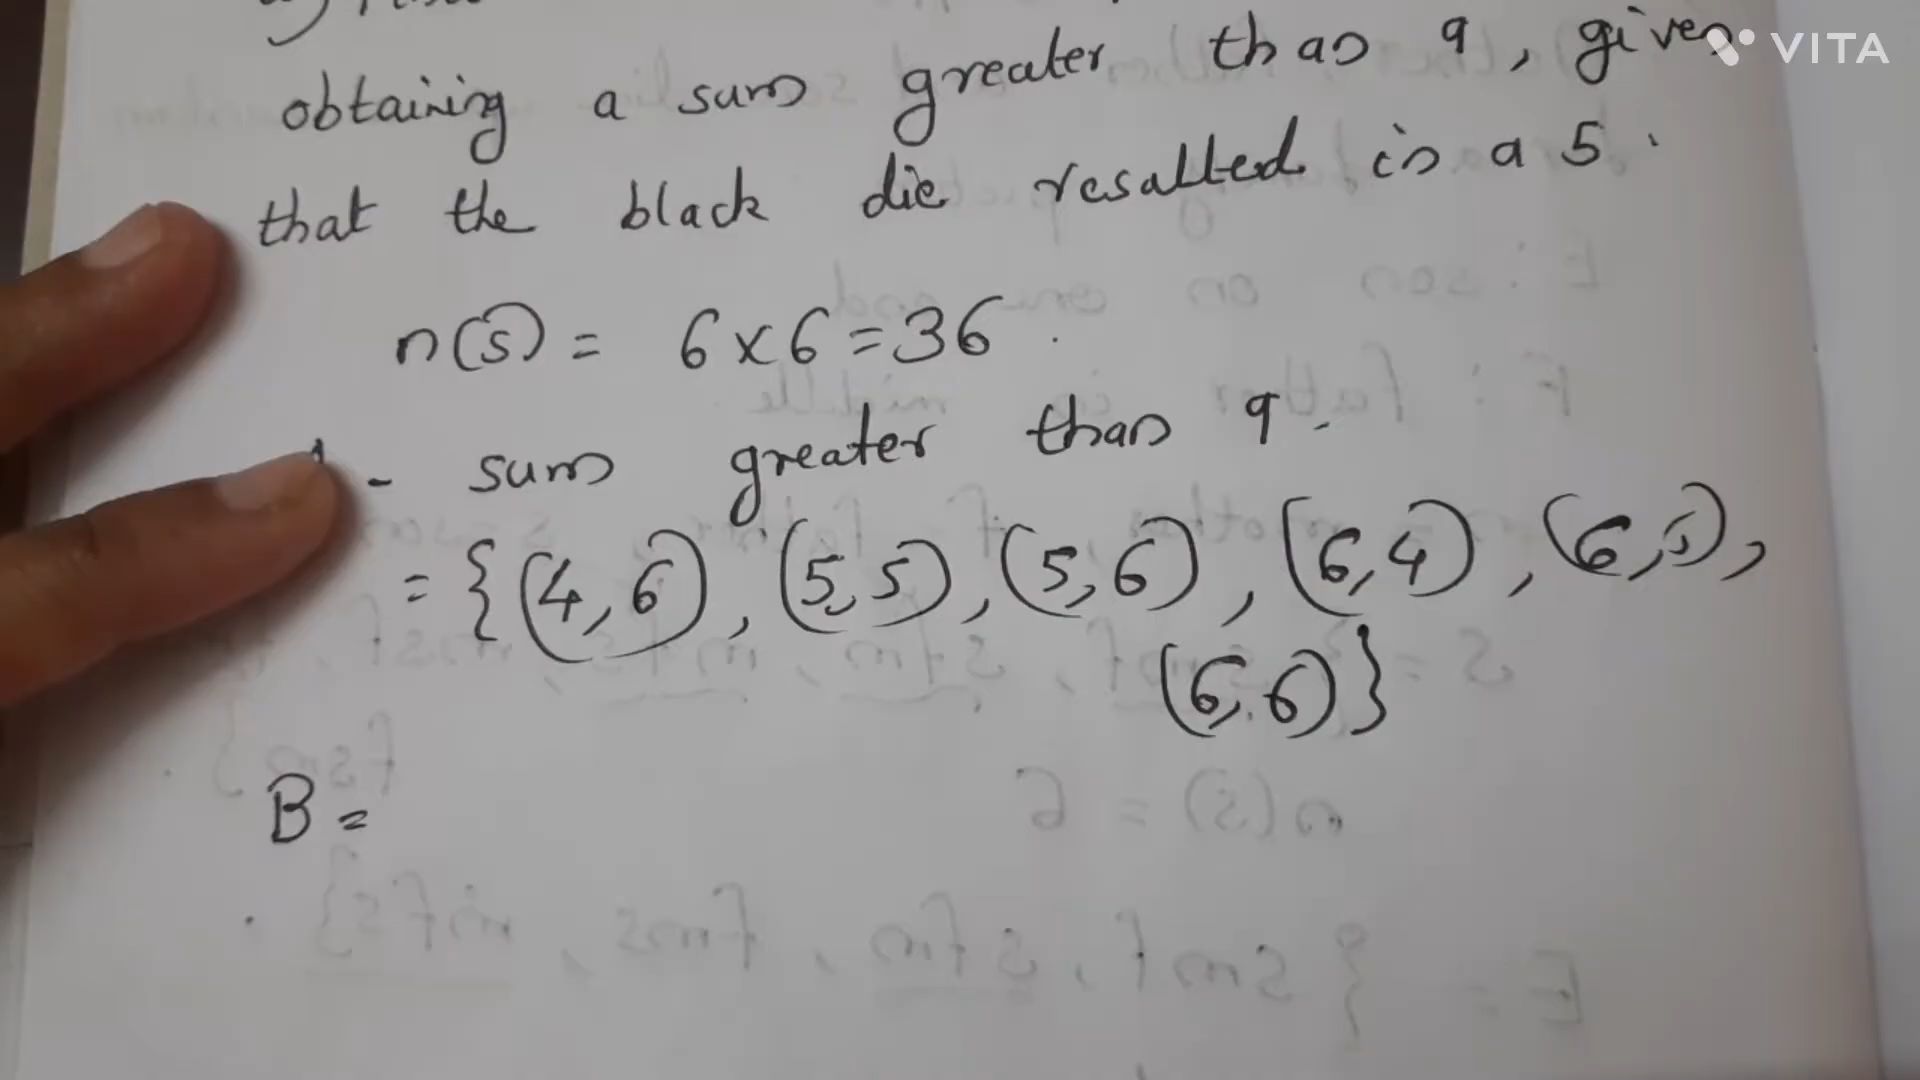 obtaining a sum greater than 9, given
VITA
that the black die resulted in a 5.
n(S) = 6 x 6 = 36.
- sum greater than 9.
= {(4,6), (5,5), (5,6), (6,4), (6,5),
(6,6)}
B =